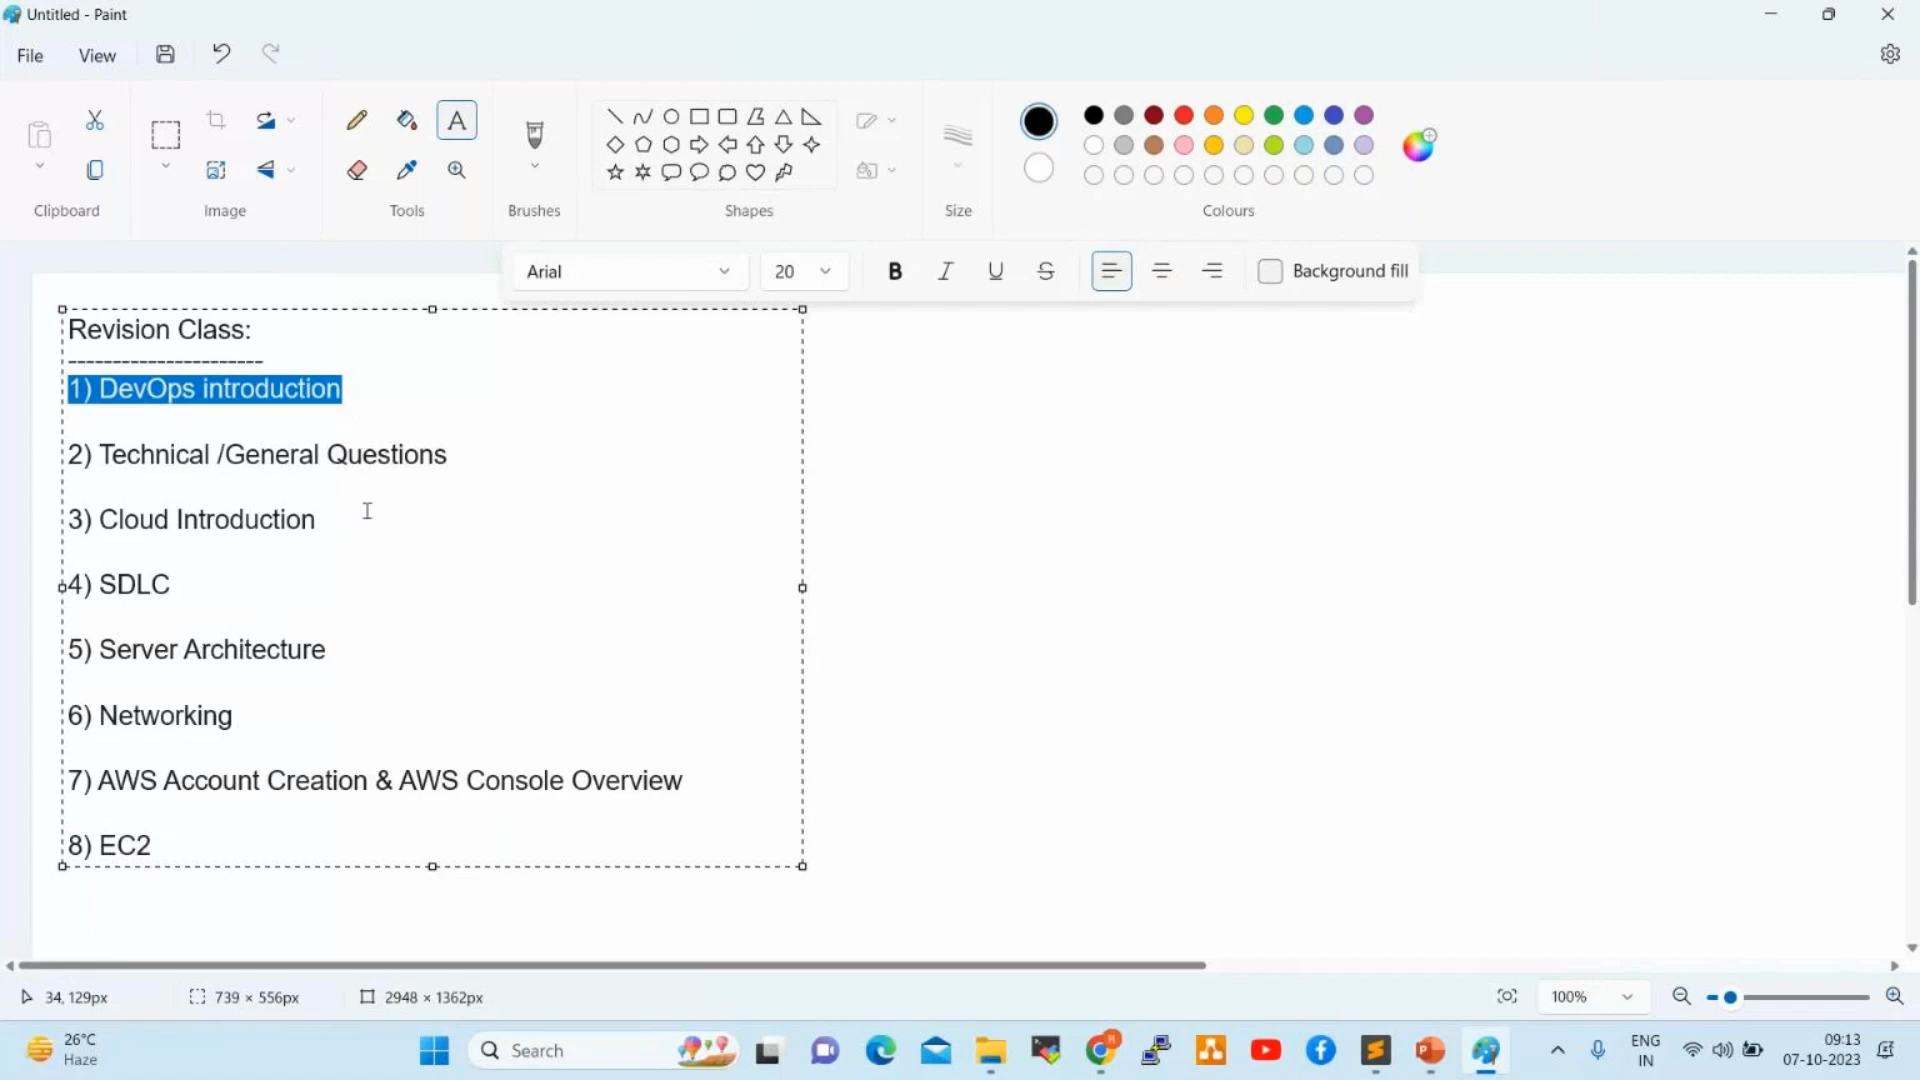 Untitled - Paint
File View
Clipboard Image Tools Brushes Shapes Size Colours
Arial 20 B I U S Background fill
Revision Class:
----------------------
1) DevOps introduction
2) Technical /General Questions
3) Cloud Introduction
4) SDLC
5) Server Architecture
6) Networking
7) AWS Account Creation & AWS Console Overview
8) EC2
34, 129px 739 × 556px 2948 × 1362px 100%
26°C
Haze
Search
ENG
IN
09:13
07-10-2023